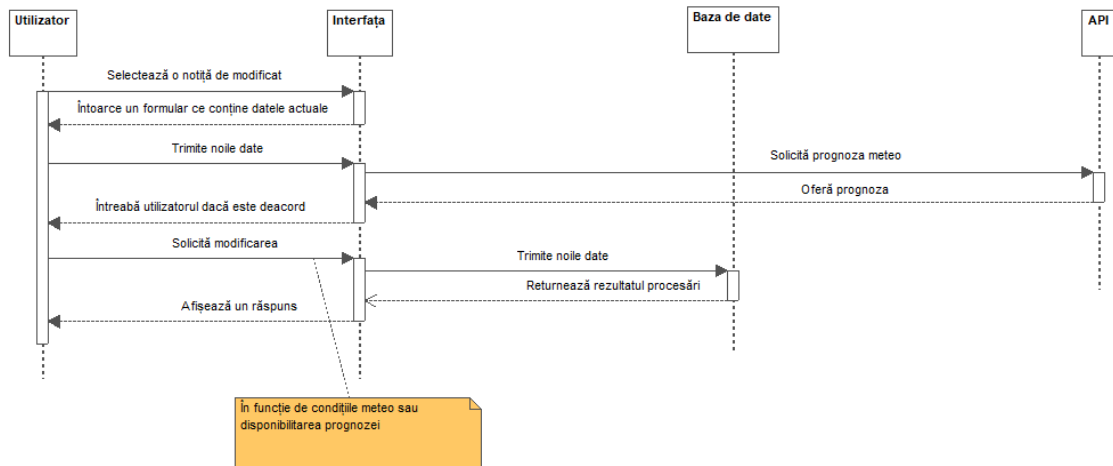 Utilizator
Interfața
Baza de date
API
Selectează o notiță de modificat
Întoarce un formular ce conține datele actuale
Trimite noile date
Solicită prognoza meteo
Oferă prognoza
Întreabă utilizatorul dacă este deacord
Solicită modificarea
Trimite noile date
Returnează rezultatul procesări
Afișează un răspuns
În funcție de condițiile meteo sau
disponibilitarea prognozei